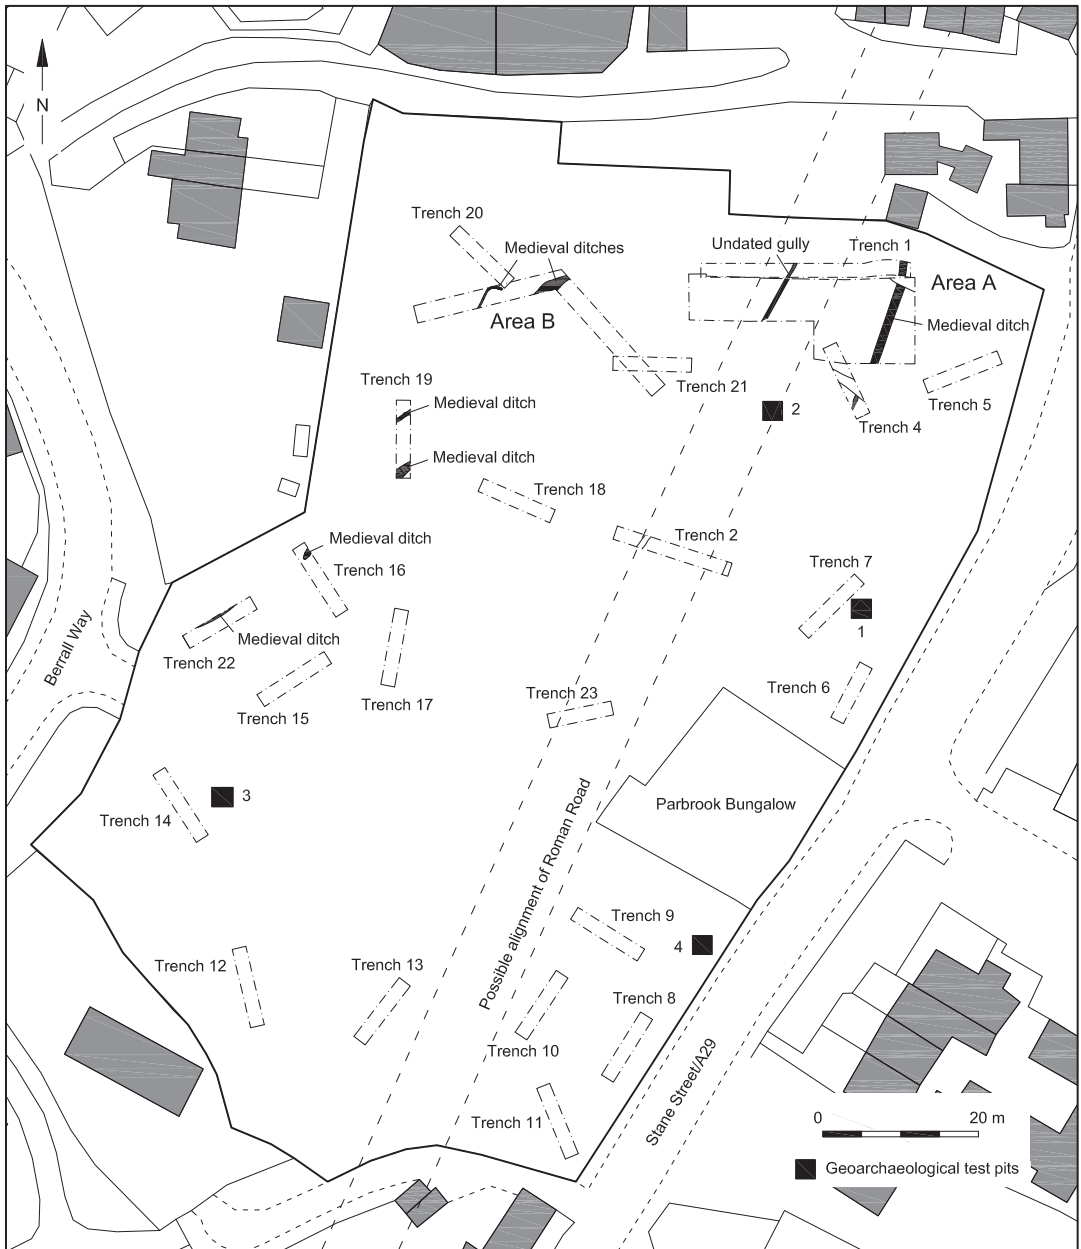 N
Trench 20
Medieval ditches
Undated gully
Trench 1
Area A
Area B
Medieval ditch
Trench 19
Medieval ditch
Trench 21
Trench 5
2
Trench 4
Medieval ditch
Trench 18
Medieval ditch
Trench 2
Trench 16
Trench 7
1
Berrall Way
Medieval ditch
Trench 22
Trench 6
Trench 15
Trench 17
Trench 23
3
Parbrook Bungalow
Trench 14
Possible alignment of Roman Road
Trench 9
4
Trench 12
Trench 13
Trench 8
Trench 10
Stane Street/A29
Trench 11
0 20 m
Geoarchaeological test pits